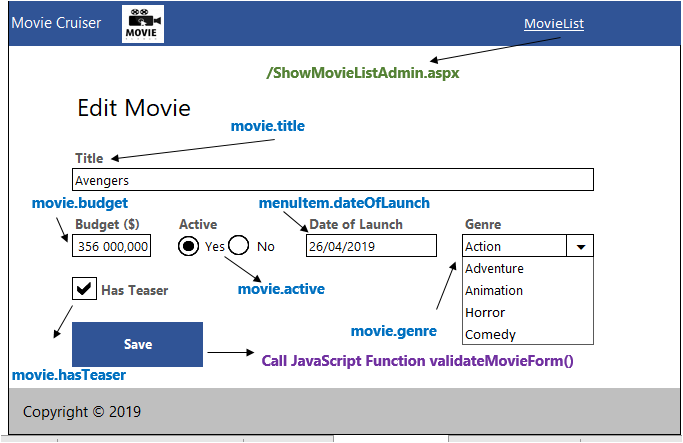 Movie Cruiser
MOVIE
MovieList
/ShowMovieListAdmin.aspx
Edit Movie
movie.title
Title
Avengers
movie.budget
menuItem.dateOfLaunch
Budget ($)
Active
Date of Launch
Genre
356 000,000
Yes
No
26/04/2019
Action
Adventure
Animation
Horror
Comedy
Has Teaser
movie.active
movie.genre
Save
Call JavaScript Function validateMovieForm()
movie.hasTeaser
Copyright © 2019